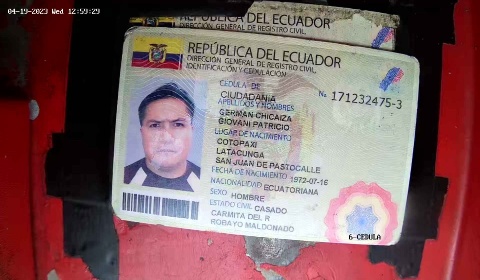 04-19-2023 Wed 12:59:29
REPÚBLICA DEL ECUADOR
DIRECCIÓN GENERAL DE REGISTRO CIVIL,
REPÚBLICA DEL ECUADOR
DIRECCIÓN GENERAL DE REGISTRO CIVIL,
IDENTIFICACIÓN Y CEDULACIÓN
CÉDULA DE
CIUDADANÍA
No. 171232475-3
APELLIDOS Y NOMBRES
GERMAN CHICAIZA
GIOVANI PATRICIO
LUGAR DE NACIMIENTO
COTOPAXI
LATACUNGA
SAN JUAN DE PASTOCALLE
FECHA DE NACIMIENTO 1972-07-16
NACIONALIDAD ECUATORIANA
SEXO HOMBRE
ESTADO CIVIL CASADO
CARMITA DEL R
ROBAYO MALDONADO
6-CEDULA